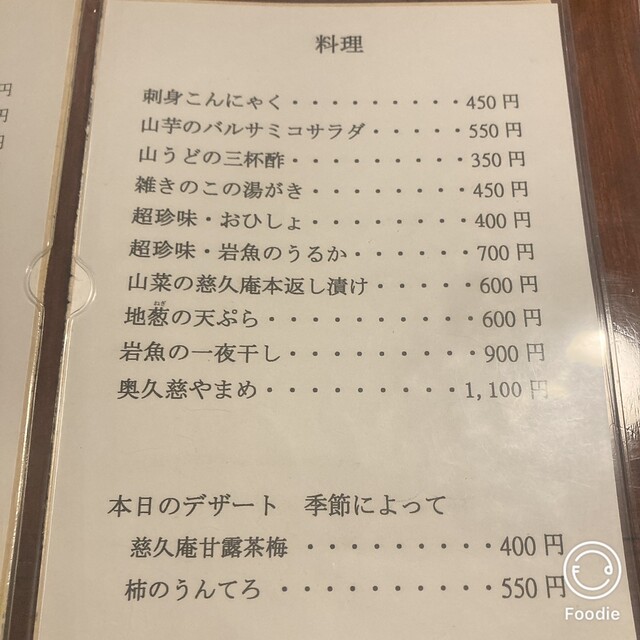 円
円
円
料理
刺身こんにゃく・・・・・・・・・450円
山芋のバルサミコサラダ・・・・・550円
山うどの三杯酢・・・・・・・・・350円
雑きのこの湯がき・・・・・・・・450円
超珍味・おひしょ・・・・・・・・400円
超珍味・岩魚のうるか・・・・・・700円
山菜の慈久庵本返し漬け・・・・・600円
地葱の天ぷら・・・・・・・・・・600円
岩魚の一夜干し・・・・・・・・・900円
奥久慈やまめ・・・・・・・・・1,100円
本日のデザート 季節によって
慈久庵甘露茶梅・・・・・・・・・400円
柿のうんてろ・・・・・・・・・・550円
Foodie